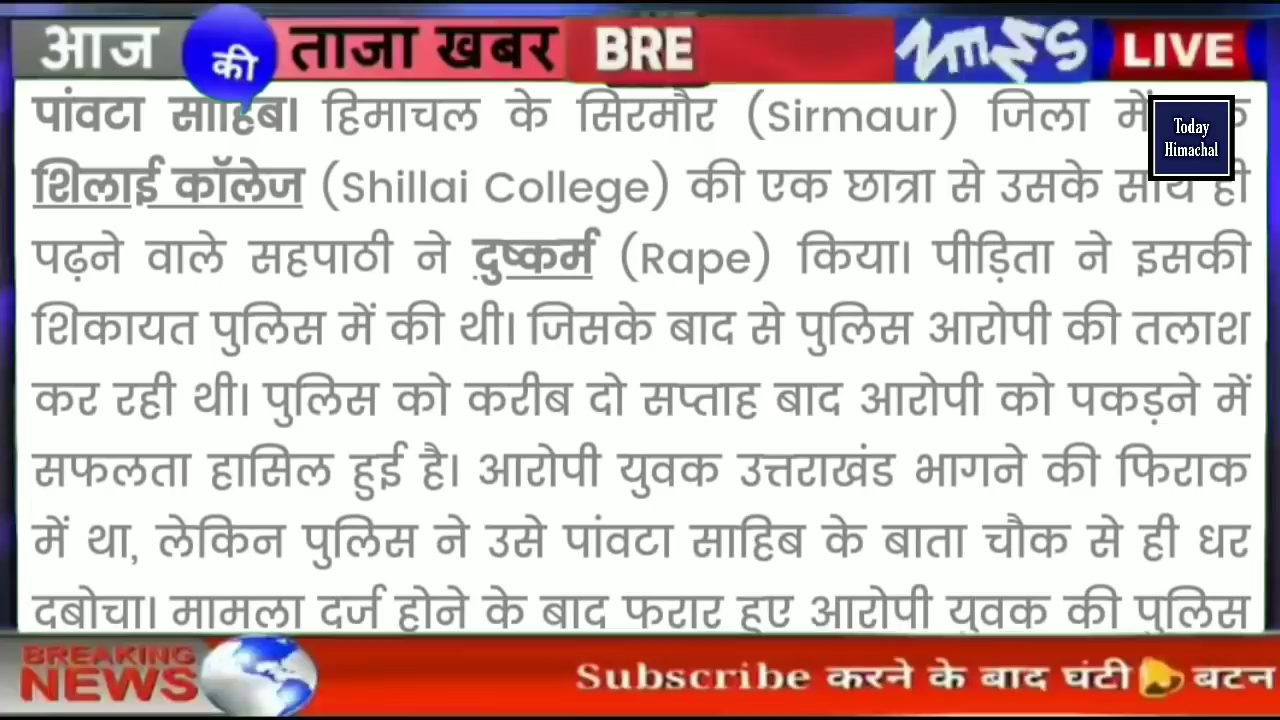 आज की ताजा खबर BRE NEWS LIVE
पांवटा साहिब। हिमाचल के सिरमौर (Sirmaur) जिला में
Today
Himachal
शिलाई कॉलेज (Shillai College) की एक छात्रा से उसके साथ ही
पढ़ने वाले सहपाठी ने दुष्कर्म (Rape) किया। पीड़िता ने इसकी
शिकायत पुलिस में की थी। जिसके बाद से पुलिस आरोपी की तलाश
कर रही थी। पुलिस को करीब दो सप्ताह बाद आरोपी को पकड़ने में
सफलता हासिल हुई है। आरोपी युवक उत्तराखंड भागने की फिराक
में था, लेकिन पुलिस ने उसे पांवटा साहिब के बाता चौक से ही धर
दबोचा। मामला दर्ज होने के बाद फरार हुए आरोपी युवक की पुलिस
BREAKING
NEWS
Subscribe करने के बाद घंटी बटन